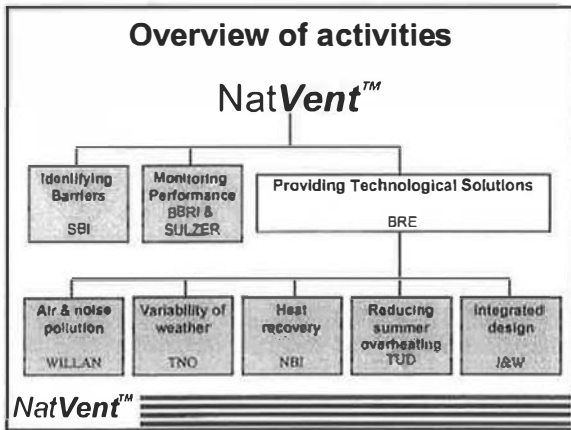 Overview of activities
NatVent™
Identifying
Barriers
SBI
Monitoring
Performance
BBRI &
SULZER
Providing Technological Solutions
BRE
Air & noise
pollution
WILLAN
Variability of
weather
TNO
Heat
recovery
NBI
Reducing
summer
overheating
TUD
Integrated
design
J&W
NatVent™